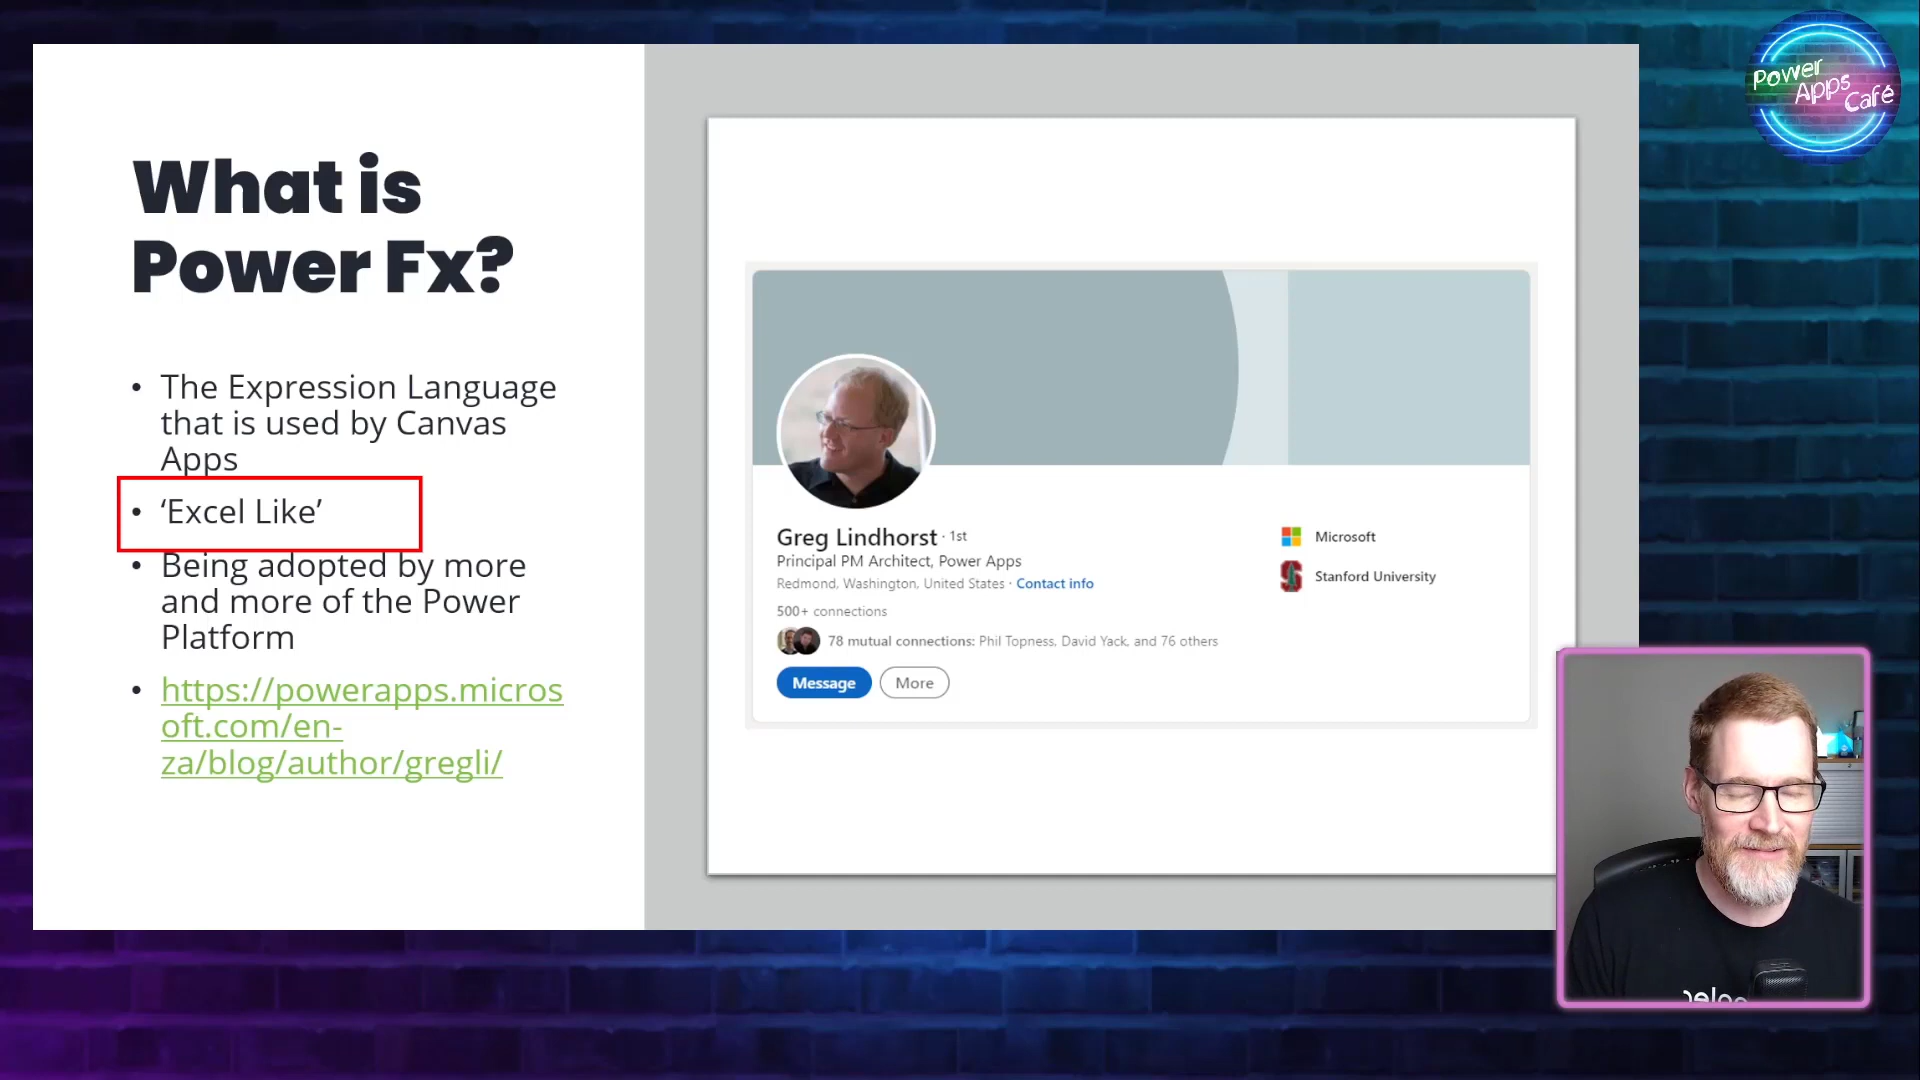 Power
Apps
Café
What is
Power Fx?
• The Expression Language
that is used by Canvas
Apps
• ‘Excel Like’
• Being adopted by more
and more of the Power
Platform
• https://powerapps.micros
oft.com/en-
za/blog/author/gregli/
Greg Lindhorst · 1st
Principal PM Architect, Power Apps
Redmond, Washington, United States · Contact info
500+ connections
78 mutual connections: Phil Topness, David Yack, and 76 others
Message More
Microsoft
Stanford University